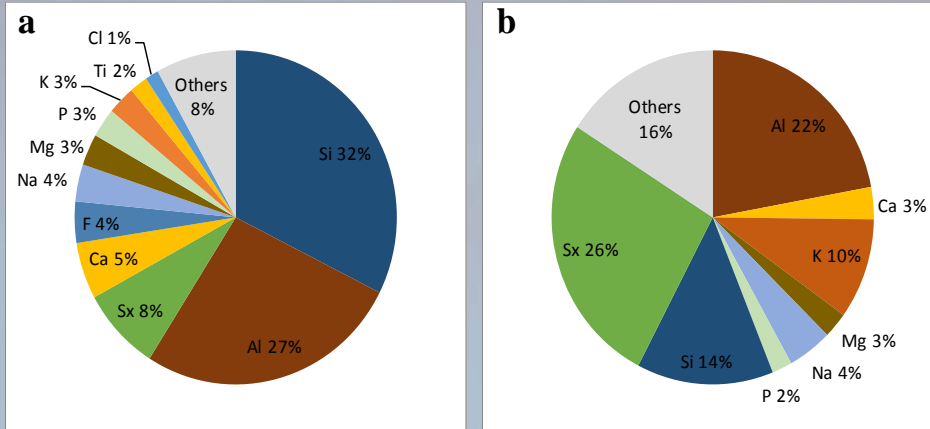 a
Cl 1%
Ti 2%
K 3%
P 3%
Mg 3%
Na 4%
F 4%
Ca 5%
Sx 8%
Al 27%
Si 32%
Others
8%
b
Others
16%
Al 22%
Ca 3%
K 10%
Mg 3%
Na 4%
P 2%
Si 14%
Sx 26%